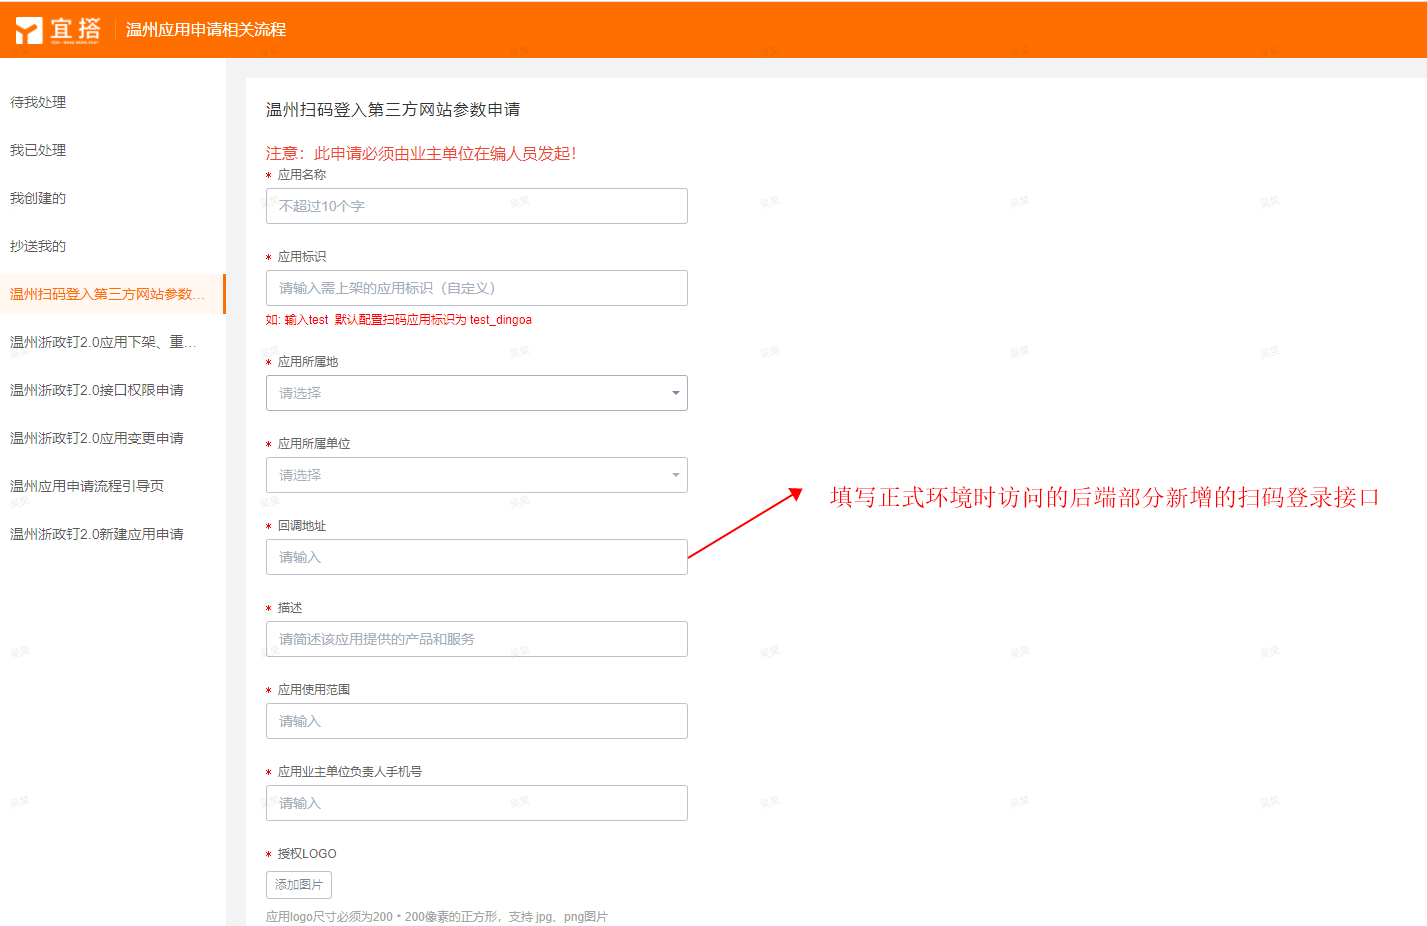 宜搭
温州应用申请相关流程
待我处理
我已处理
我创建的
抄送我的
温州扫码登入第三方网站参数...
温州浙政钉2.0应用下架、重...
温州浙政钉2.0接口权限申请
温州浙政钉2.0应用变更申请
温州应用申请流程引导页
温州浙政钉2.0新建应用申请
温州扫码登入第三方网站参数申请
注意：此申请必须由业主单位在编人员发起！
* 应用名称
不超过10个字
* 应用标识
请输入需上架的应用标识（自定义）
如: 输入test 默认配置扫码应用标识为 test_dingoa
* 应用所属地
请选择
* 应用所属单位
请选择
* 回调地址
请输入
填写正式环境时访问的后端部分新增的扫码登录接口
* 描述
请简述该应用提供的产品和服务
* 应用使用范围
请输入
* 应用业主单位负责人手机号
请输入
* 授权LOGO
添加图片
应用logo尺寸必须为200 * 200像素的正方形，支持 jpg、png图片